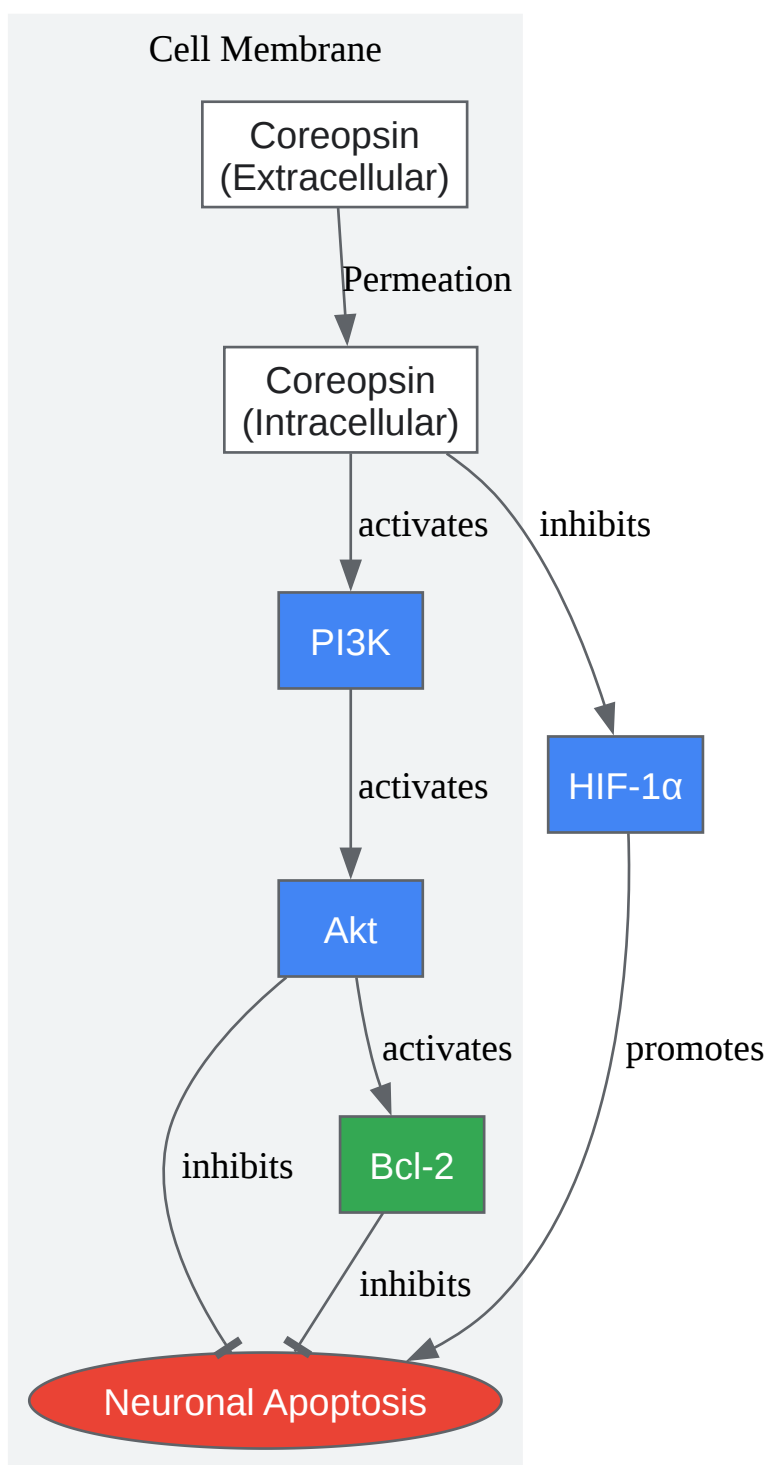 Cell Membrane
Coreopsin
(Extracellular)
Permeation
Coreopsin
(Intracellular)
activates
inhibits
PI3K
activates
HIF-1α
Akt
activates
promotes
inhibits
Bcl-2
inhibits
Neuronal Apoptosis